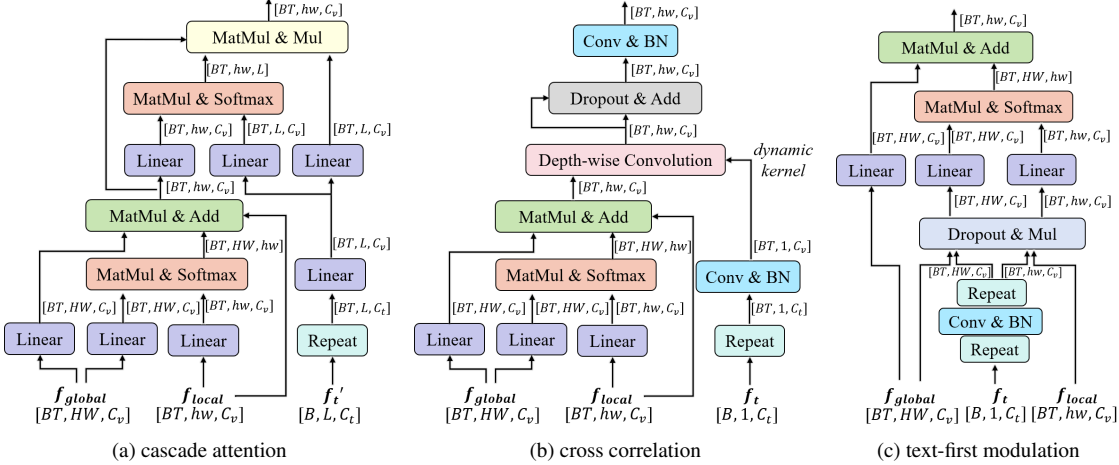 [BT, hw, C_v]
MatMul & Mul
[BT, hw, L]
MatMul & Softmax
[BT, hw, C_v]
[BT, L, C_v]
[BT, L, C_v]
Linear
Linear
Linear
[BT, hw, C_v]
MatMul & Add
[BT, HW, hw]
[BT, L, C_v]
MatMul & Softmax
Linear
[BT, HW, C_v]
[BT, HW, C_v]
[BT, hw, C_v]
[BT, L, C_t]
Linear
Linear
Linear
Repeat
f_global
f_local
f_t'
[BT, HW, C_v]
[BT, hw, C_v]
[B, L, C_t]
(a) cascade attention
[BT, hw, C_v]
Conv & BN
[BT, hw, C_v]
Dropout & Add
[BT, hw, C_v]
Depth-wise Convolution
dynamic
kernel
[BT, hw, C_v]
MatMul & Add
[BT, HW, hw]
[BT, 1, C_v]
MatMul & Softmax
Conv & BN
[BT, HW, C_v]
[BT, HW, C_v]
[BT, hw, C_v]
[BT, 1, C_t]
Linear
Linear
Linear
Repeat
f_global
f_local
f_t
[BT, HW, C_v]
[BT, hw, C_v]
[B, 1, C_t]
(b) cross correlation
[BT, hw, C_v]
MatMul & Add
[BT, HW, hw]
MatMul & Softmax
[BT, HW, C_v]
[BT, HW, C_v]
[BT, hw, C_v]
Linear
Linear
Linear
[BT, HW, C_v]
[BT, hw, C_v]
Dropout & Mul
[BT, HW, C_v]
[BT, hw, C_v]
Repeat
Conv & BN
Repeat
f_global
f_t
f_local
[BT, HW, C_v]
[B, 1, C_t]
[BT, hw, C_v]
(c) text-first modulation